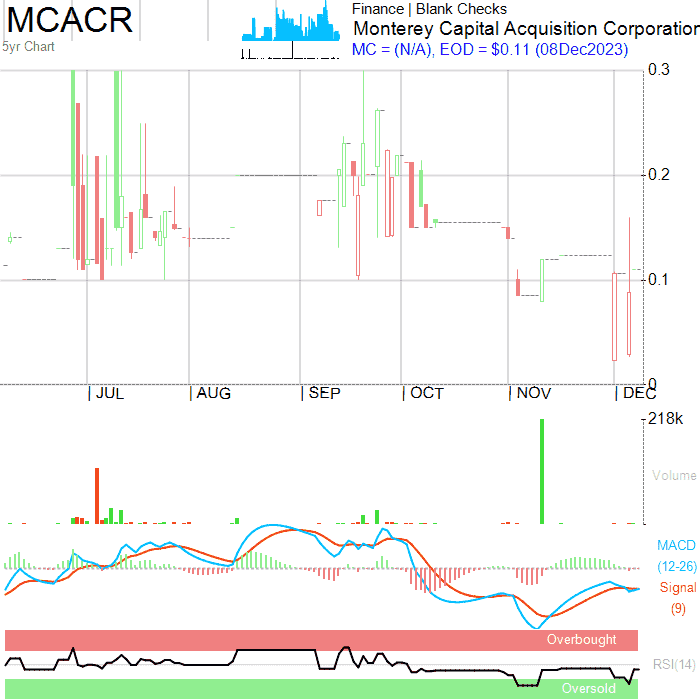 MCACR
5yr Chart
Finance | Blank Checks
Monterey Capital Acquisition Corporation
MC = (N/A), EOD = $0.11 (08Dec2023)
0.3
0.2
0.1
0
JUL AUG SEP OCT NOV DEC
218k
Volume
MACD
(12-26)
Signal
(9)
Overbought
RSI(14)
Oversold